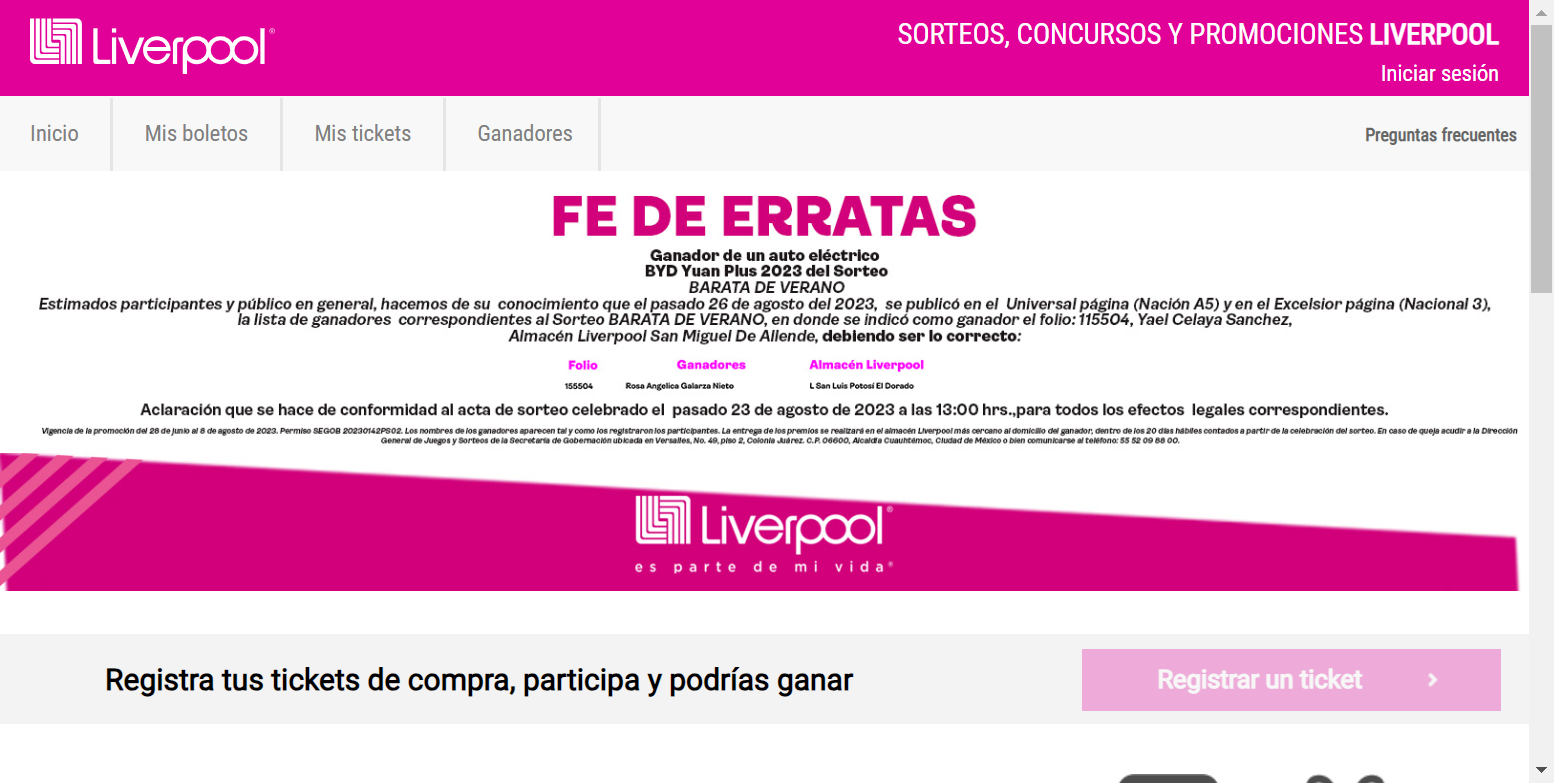 Liverpool®
SORTEOS, CONCURSOS Y PROMOCIONES LIVERPOOL
Iniciar sesión
Inicio
Mis boletos
Mis tickets
Ganadores
Preguntas frecuentes
FE DE ERRATAS
Ganador de un auto eléctrico
BYD Yuan Plus 2023 del Sorteo
BARATA DE VERANO
Estimados participantes y público en general, hacemos de su conocimiento que el pasado 26 de agosto del 2023, se publicó en el Universal página (Nación A5) y en el Excelsior página (Nacional 3),
la lista de ganadores correspondientes al Sorteo BARATA DE VERANO, en donde se indicó como ganador el folio: 115504, Yael Celaya Sanchez,
Almacén Liverpool San Miguel De Allende, debiendo ser lo correcto:
Folio Ganadores Almacén Liverpool
155504 Rosa Angelica Galarza Nieto L San Luis Potosí El Dorado
Aclaración que se hace de conformidad al acta de sorteo celebrado el pasado 23 de agosto de 2023 a las 13:00 hrs.,para todos los efectos legales correspondientes.
Vigencia de la promoción del 28 de junio al 6 de agosto de 2023. Permiso SEGOB 20230142PS02. Los nombres de los ganadores aparecen tal y como los registraron los participantes. La entrega de los premios se realizará en el almacén Liverpool más cercano al domicilio del ganador, dentro de los 20 días hábiles contados a partir de la celebración del sorteo. En caso de queja acudir a la Dirección
General de Juegos y Sorteos de la Secretaría de Gobernación ubicada en Versalles, No. 49, piso 2, Colonia Juárez. C.P. 06600, Alcaldía Cuauhtémoc, Ciudad de México o bien comunicarse al teléfono: 55 52 09 88 00.
Liverpool®
es parte de mi vida®
Registra tus tickets de compra, participa y podrías ganar
Registrar un ticket